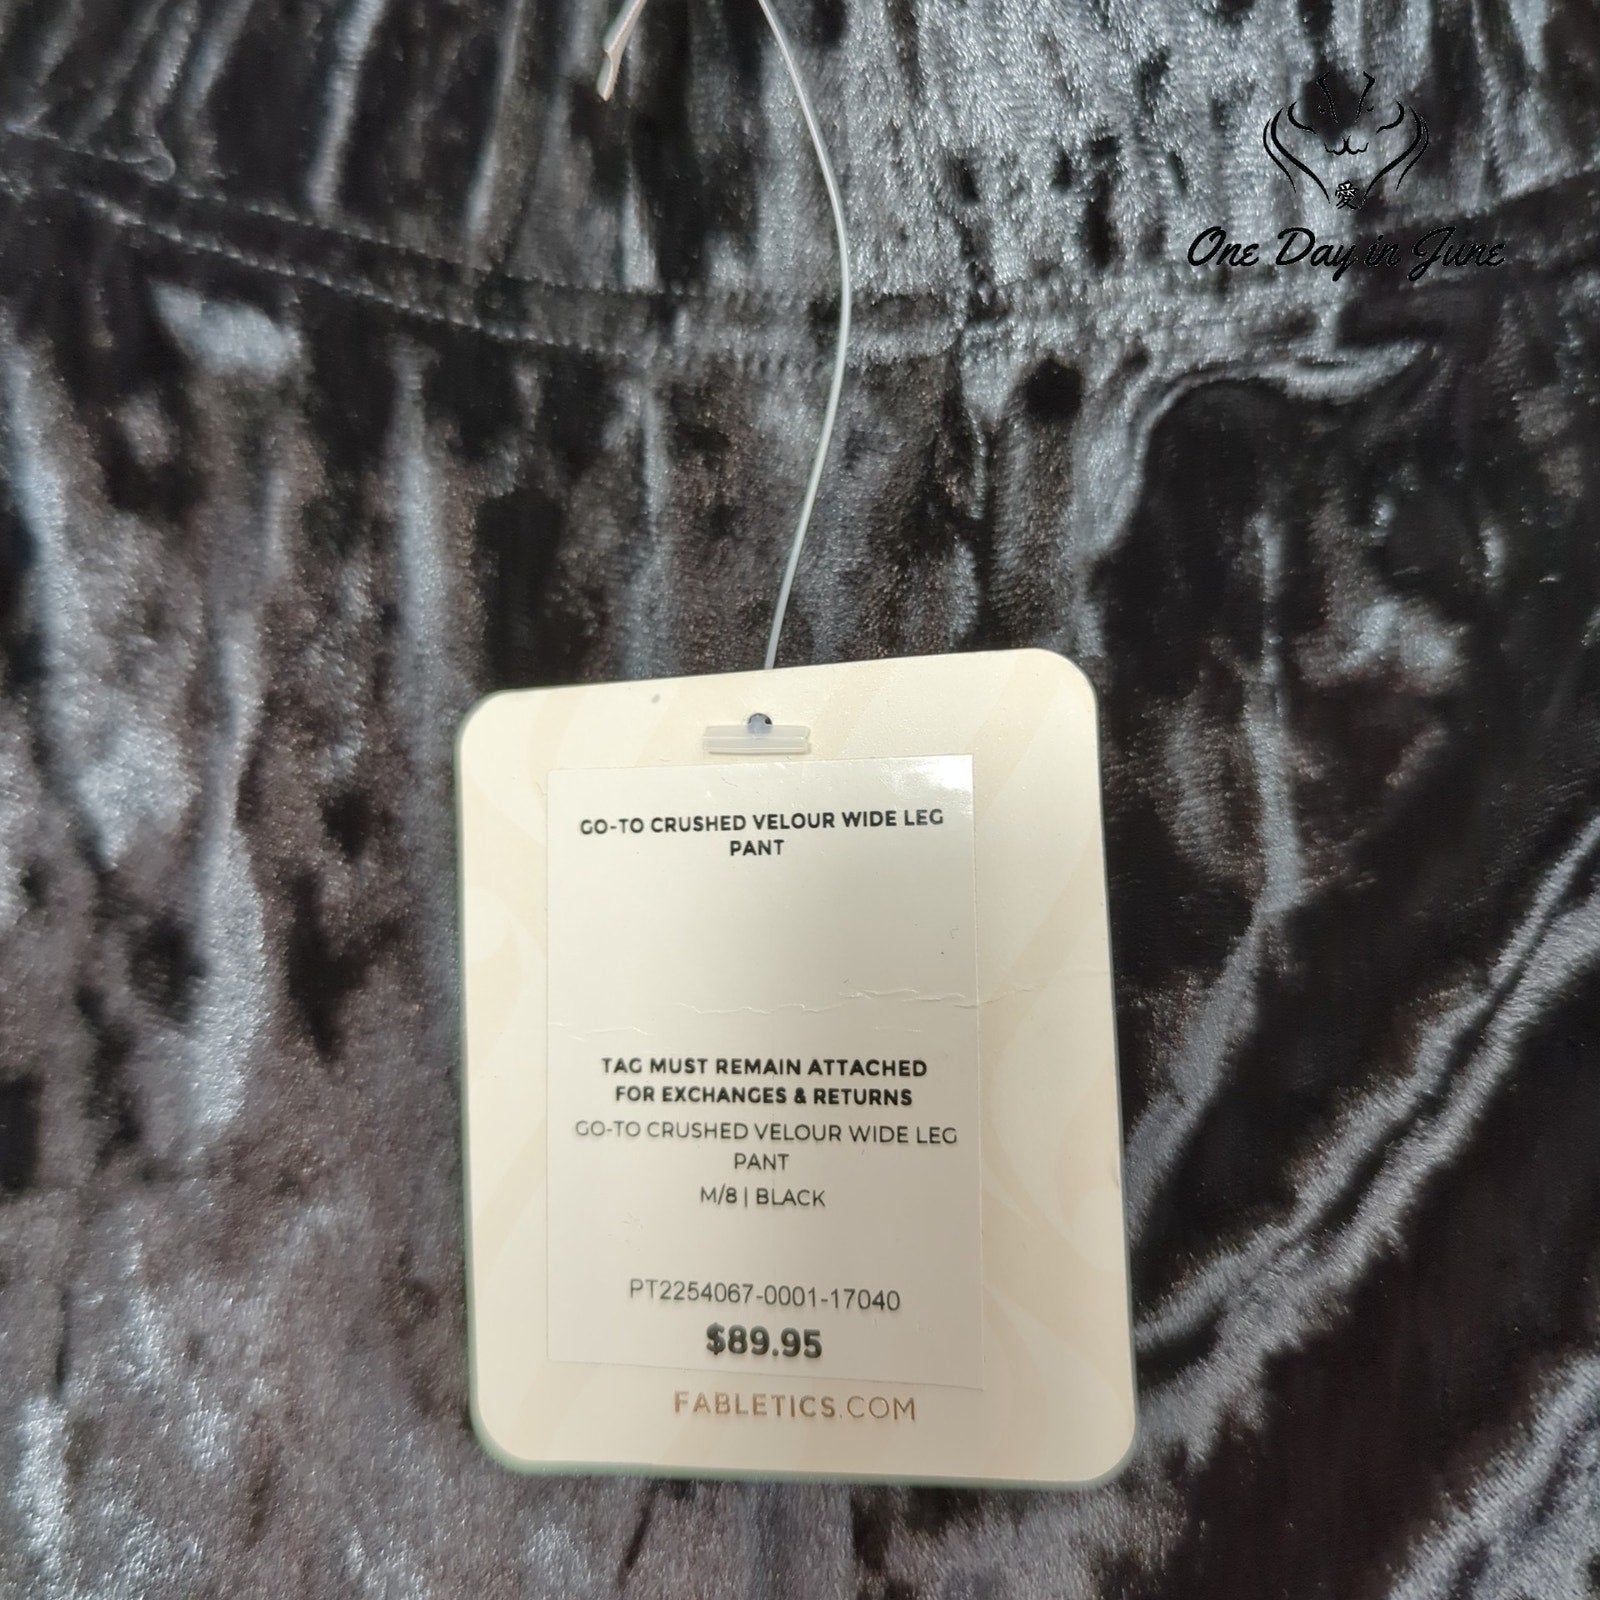 愛
One Day in June
GO-TO CRUSHED VELOUR WIDE LEG
PANT
TAG MUST REMAIN ATTACHED
FOR EXCHANGES & RETURNS
GO-TO CRUSHED VELOUR WIDE LEG
PANT
M/8 | BLACK
PT2254067-0001-17040
$89.95
FABLETICS.COM